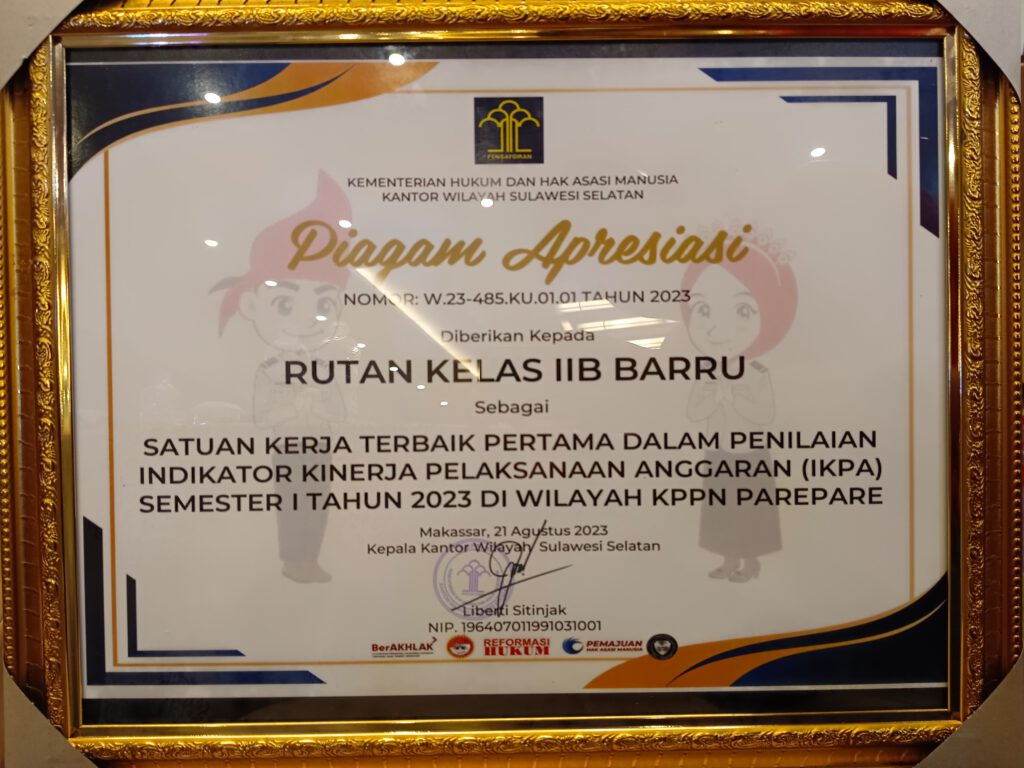 PENGAYOMAN
KEMENTERIAN HUKUM DAN HAK ASASI MANUSIA
KANTOR WILAYAH SULAWESI SELATAN
Piagam Apresiasi
NOMOR: W.23-485.KU.01.01 TAHUN 2023
Diberikan Kepada
RUTAN KELAS IIB BARRU
Sebagai
SATUAN KERJA TERBAIK PERTAMA DALAM PENILAIAN
INDIKATOR KINERJA PELAKSANAAN ANGGARAN (IKPA)
SEMESTER I TAHUN 2023 DI WILAYAH KPPN PAREPARE
Makassar, 21 Agustus 2023
Kepala Kantor Wilayah Sulawesi Selatan
Liberti Sitinjak
NIP. 196407011991031001
BerAKHLAK
REFORMASI
HUKUM
PEMAJUAN
HAK ASASI MANUSIA